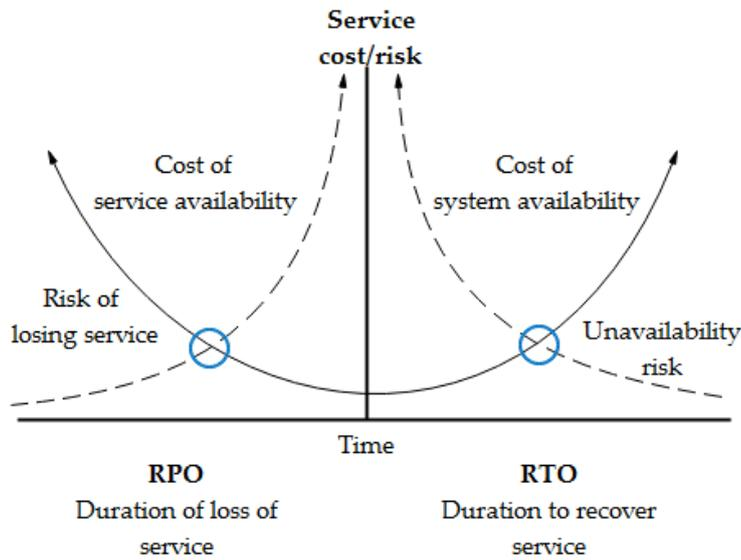 Service
cost/risk
Cost of
service availability
Cost of
system availability
Risk of
losing service
Unavailability
risk
Time
RPO
Duration of loss of
service
RTO
Duration to recover
service